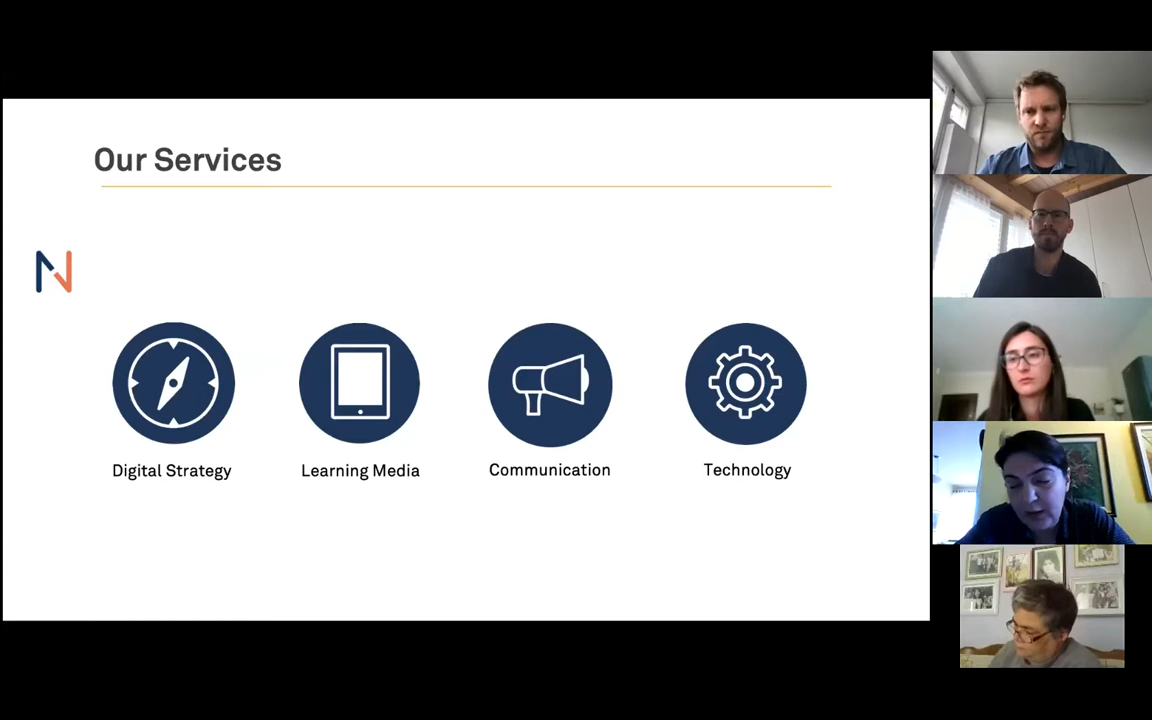 Our Services
Digital Strategy
Learning Media
Communication
Technology